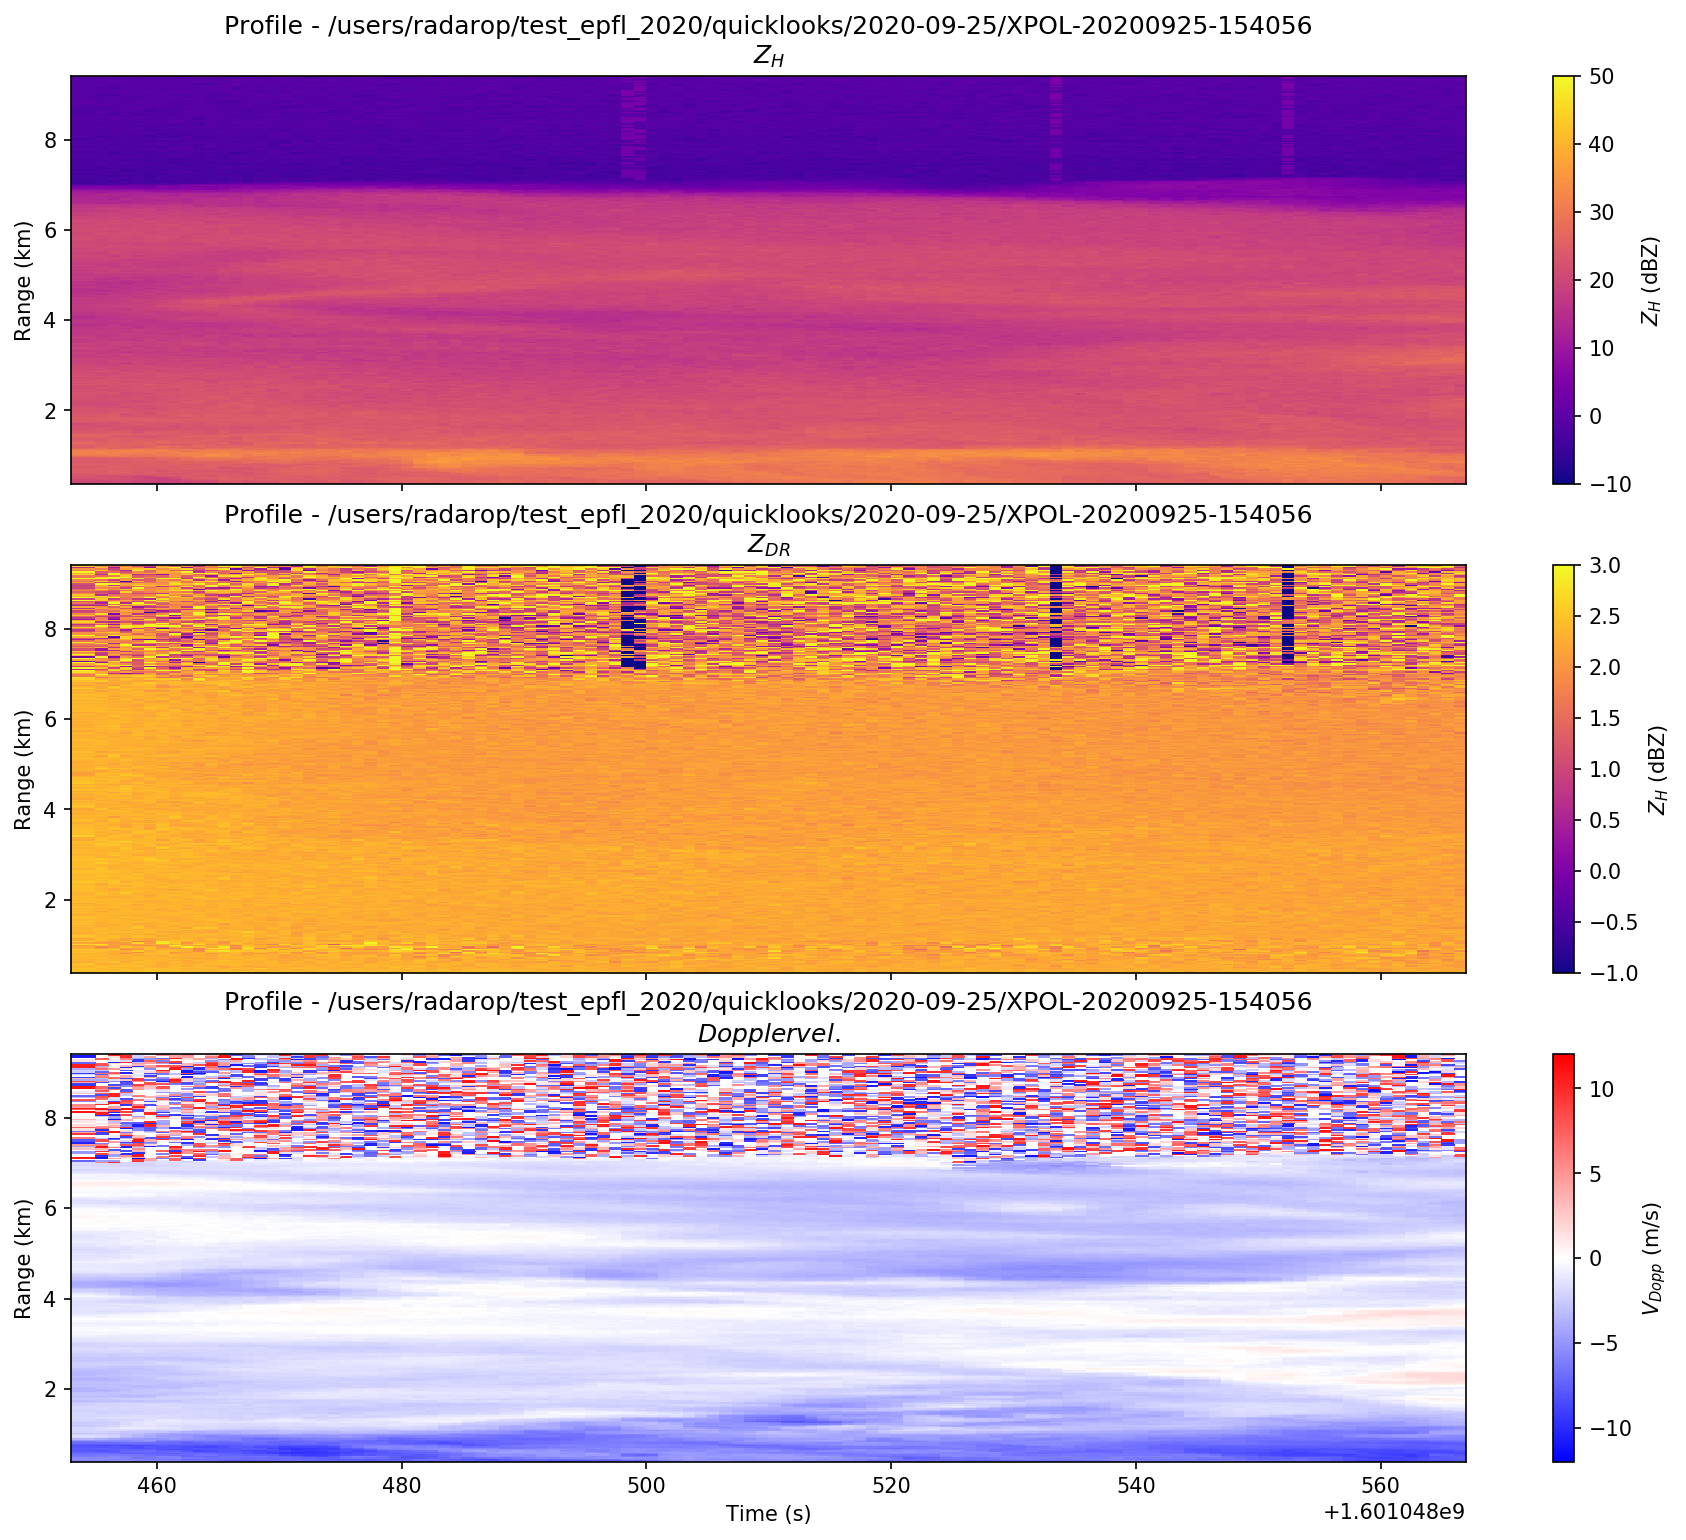 Profile - /users/radarop/test_epfl_2020/quicklooks/2020-09-25/XPOL-20200925-154056
Z_H
8
6
4
2
Range (km)
50
40
30
20
10
0
−10
Z_H (dBZ)
Profile - /users/radarop/test_epfl_2020/quicklooks/2020-09-25/XPOL-20200925-154056
Z_DR
8
6
4
2
Range (km)
3.0
2.5
2.0
1.5
1.0
0.5
0.0
−0.5
−1.0
Z_H (dBZ)
Profile - /users/radarop/test_epfl_2020/quicklooks/2020-09-25/XPOL-20200925-154056
Dopplervel.
8
6
4
2
Range (km)
10
5
0
−5
−10
V_Dopp (m/s)
460 480 500 520 540 560
Time (s)
+1.601048e9